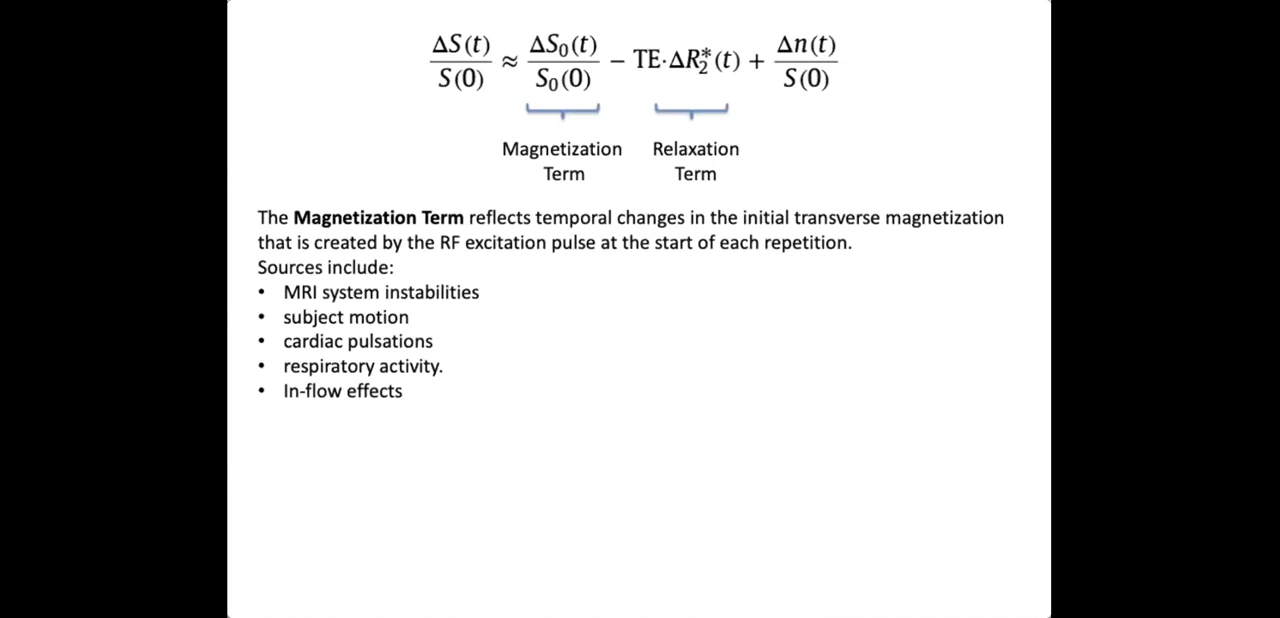 ΔS(t)/S(0) ≈ ΔS₀(t)/S₀(0) − TE·ΔR₂*(t) + Δn(t)/S(0)
Magnetization Relaxation
Term Term
The Magnetization Term reflects temporal changes in the initial transverse magnetization
that is created by the RF excitation pulse at the start of each repetition.
Sources include:
• MRI system instabilities
• subject motion
• cardiac pulsations
• respiratory activity.
• In-flow effects